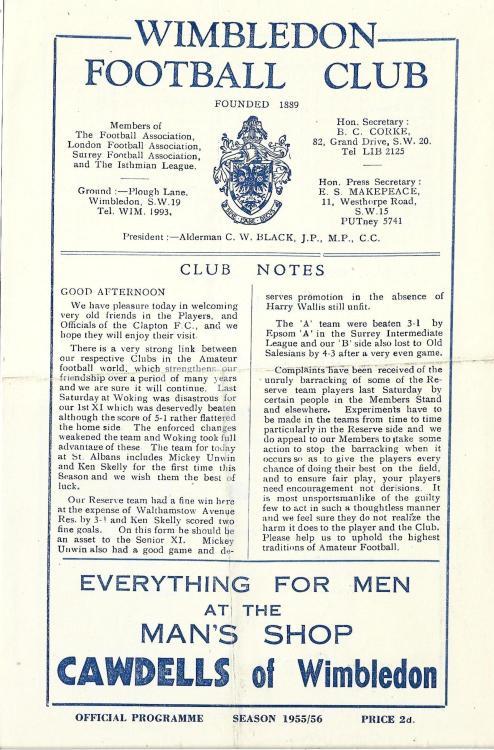 WIMBLEDON
FOOTBALL CLUB
FOUNDED 1889
Members of
The Football Association,
London Football Association,
Surrey Football Association,
and The Isthmian League.
Ground :—Plough Lane,
Wimbledon, S.W.19
Tel. WIM. 1993,
Hon. Secretary :
B. C. CORKE,
82, Grand Drive, S.W. 20.
Tel LIB 2125
Hon. Press Secretary :
E. S. MAKEPEACE,
11, Westhorpe Road,
S.W.15
PUTney 5741
President :—Alderman C. W. BLACK, J.P., M.P., C.C.
CLUB NOTES
GOOD AFTERNOON
We have pleasure today in welcoming
very old friends in the Players, and
Officials of the Clapton F.C., and we
hope they will enjoy their visit.
There is a very strong link between
our respective Clubs in the Amateur
football world, which strengthens our
friendship over a period of many years
and we are sure it will continue. Last
Saturday at Woking was disastrous for
our 1st XI which was deservedly beaten
although the score of 5-1 rather flattered
the home side The enforced changes
weakened the team and Woking took full
advantage of these The team for today
at St. Albans includes Mickey Unwin
and Ken Skelly for the first time this
Season and we wish them the best of
luck.
Our Reserve team had a fine win here
at the expense of Walthamstow Avenue
Res. by 3-1 and Ken Skelly scored two
fine goals. On this form he should be
an asset to the Senior XI. Mickey
Unwin also had a good game and de-
serves promotion in the absence of
Harry Wallis still unfit.
The 'A' team were beaten 3-1 by
Epsom 'A' in the Surrey Intermediate
League and our 'B' side also lost to Old
Salesians by 4-3 after a very even game.
Complaints have been received of the
unruly barracking of some of the Re-
serve team players last Saturday by
certain people in the Members Stand
and elsewhere. Experiments have to
be made in the teams from time to time
particularly in the Reserve side and we
do appeal to our Members to take some
action to stop the barracking when it
occurs so as to give the players every
chance of doing their best on the field,
and to ensure fair play, your players
need encouragement not derisions. It
is most unsportsmanlike of the guilty
few to act in such a thoughtless manner
and we feel sure they do not realize the
harm it does to the player and the Club.
Please help us to uphold the highest
traditions of Amateur Football.
EVERYTHING FOR MEN
AT THE
MAN'S SHOP
CAWDELLS of Wimbledon
OFFICIAL PROGRAMME SEASON 1955/56 PRICE 2d.